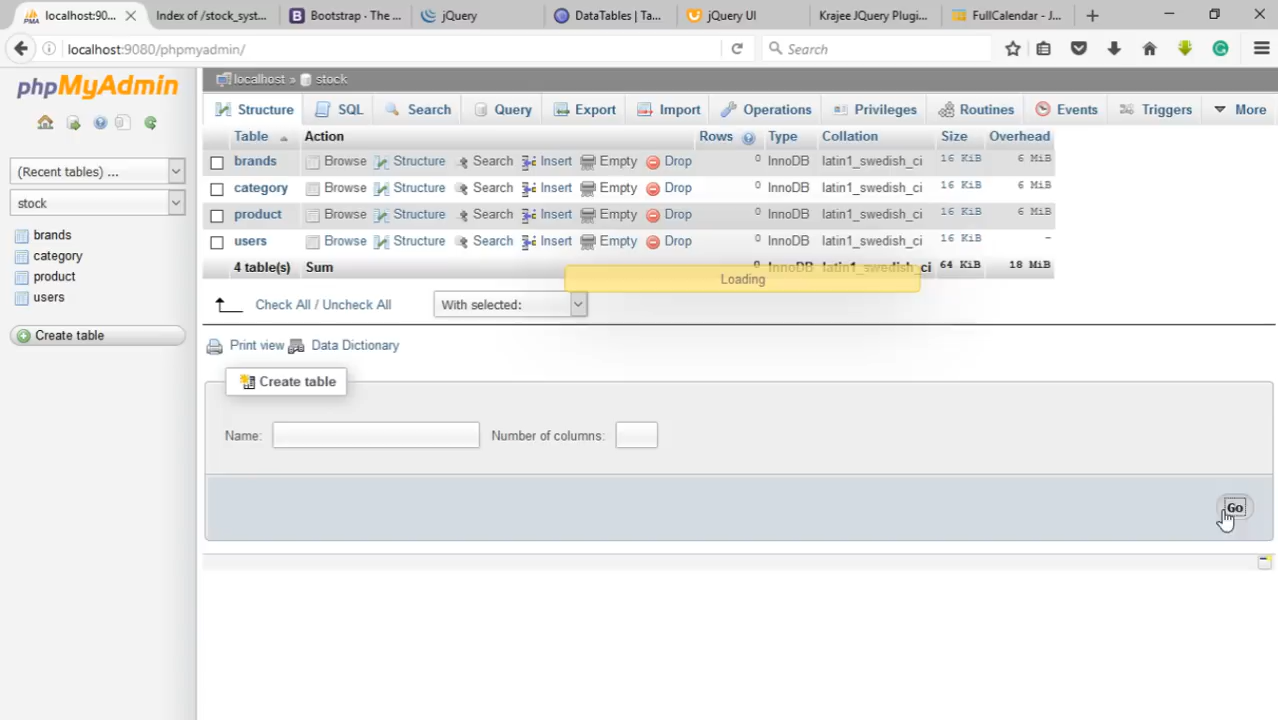 localhost:90...
Index of /stock_syst...
Bootstrap · The ...
jQuery
DataTables | Ta...
jQuery UI
Krajee JQuery Plugi...
FullCalendar - J...
localhost:9080/phpmyadmin/
Search
phpMyAdmin
(Recent tables) ...
stock
brands
category
product
users
Create table
localhost » stock
Structure SQL Search Query Export Import Operations Privileges Routines Events Triggers More
Table Action Rows Type Collation Size Overhead
brands Browse Structure Search Insert Empty Drop 0 InnoDB latin1_swedish_ci 16 KiB 6 MiB
category Browse Structure Search Insert Empty Drop 0 InnoDB latin1_swedish_ci 16 KiB 6 MiB
product Browse Structure Search Insert Empty Drop 0 InnoDB latin1_swedish_ci 16 KiB 6 MiB
users Browse Structure Search Insert Empty Drop 0 InnoDB latin1_swedish_ci 16 KiB -
4 table(s) Sum 0 InnoDB latin1_swedish_ci 64 KiB 18 MiB
Loading
Check All / Uncheck All With selected:
Print view Data Dictionary
Create table
Name: Number of columns:
Go